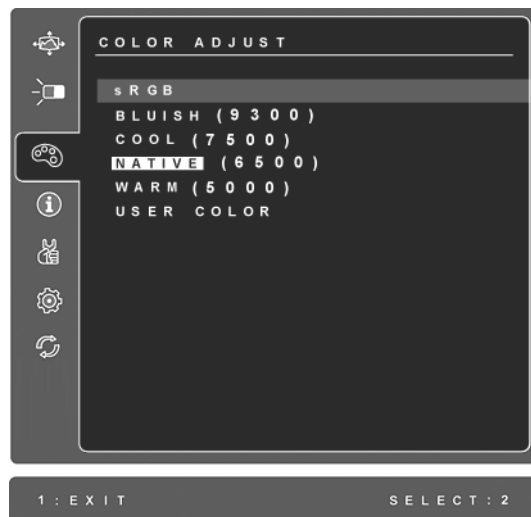 COLOR ADJUST
sRGB
BLUISH (9300)
COOL (7500)
NATIVE (6500)
WARM (5000)
USER COLOR
1:EXIT SELECT:2